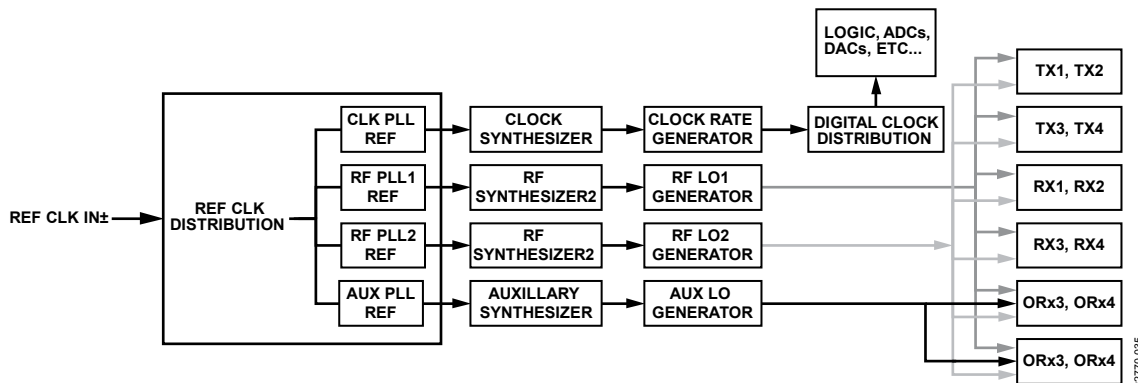 LOGIC, ADCs,
DACs, ETC...
TX1, TX2
CLK PLL
REF
CLOCK
SYNTHESIZER
CLOCK RATE
GENERATOR
DIGITAL CLOCK
DISTRIBUTION
TX3, TX4
REF CLK IN±
REF CLK
DISTRIBUTION
RF PLL1
REF
RF
SYNTHESIZER2
RF LO1
GENERATOR
RX1, RX2
RF PLL2
REF
RF
SYNTHESIZER2
RF LO2
GENERATOR
RX3, RX4
AUX PLL
REF
AUXILLARY
SYNTHESIZER
AUX LO
GENERATOR
ORx3, ORx4
ORx3, ORx4